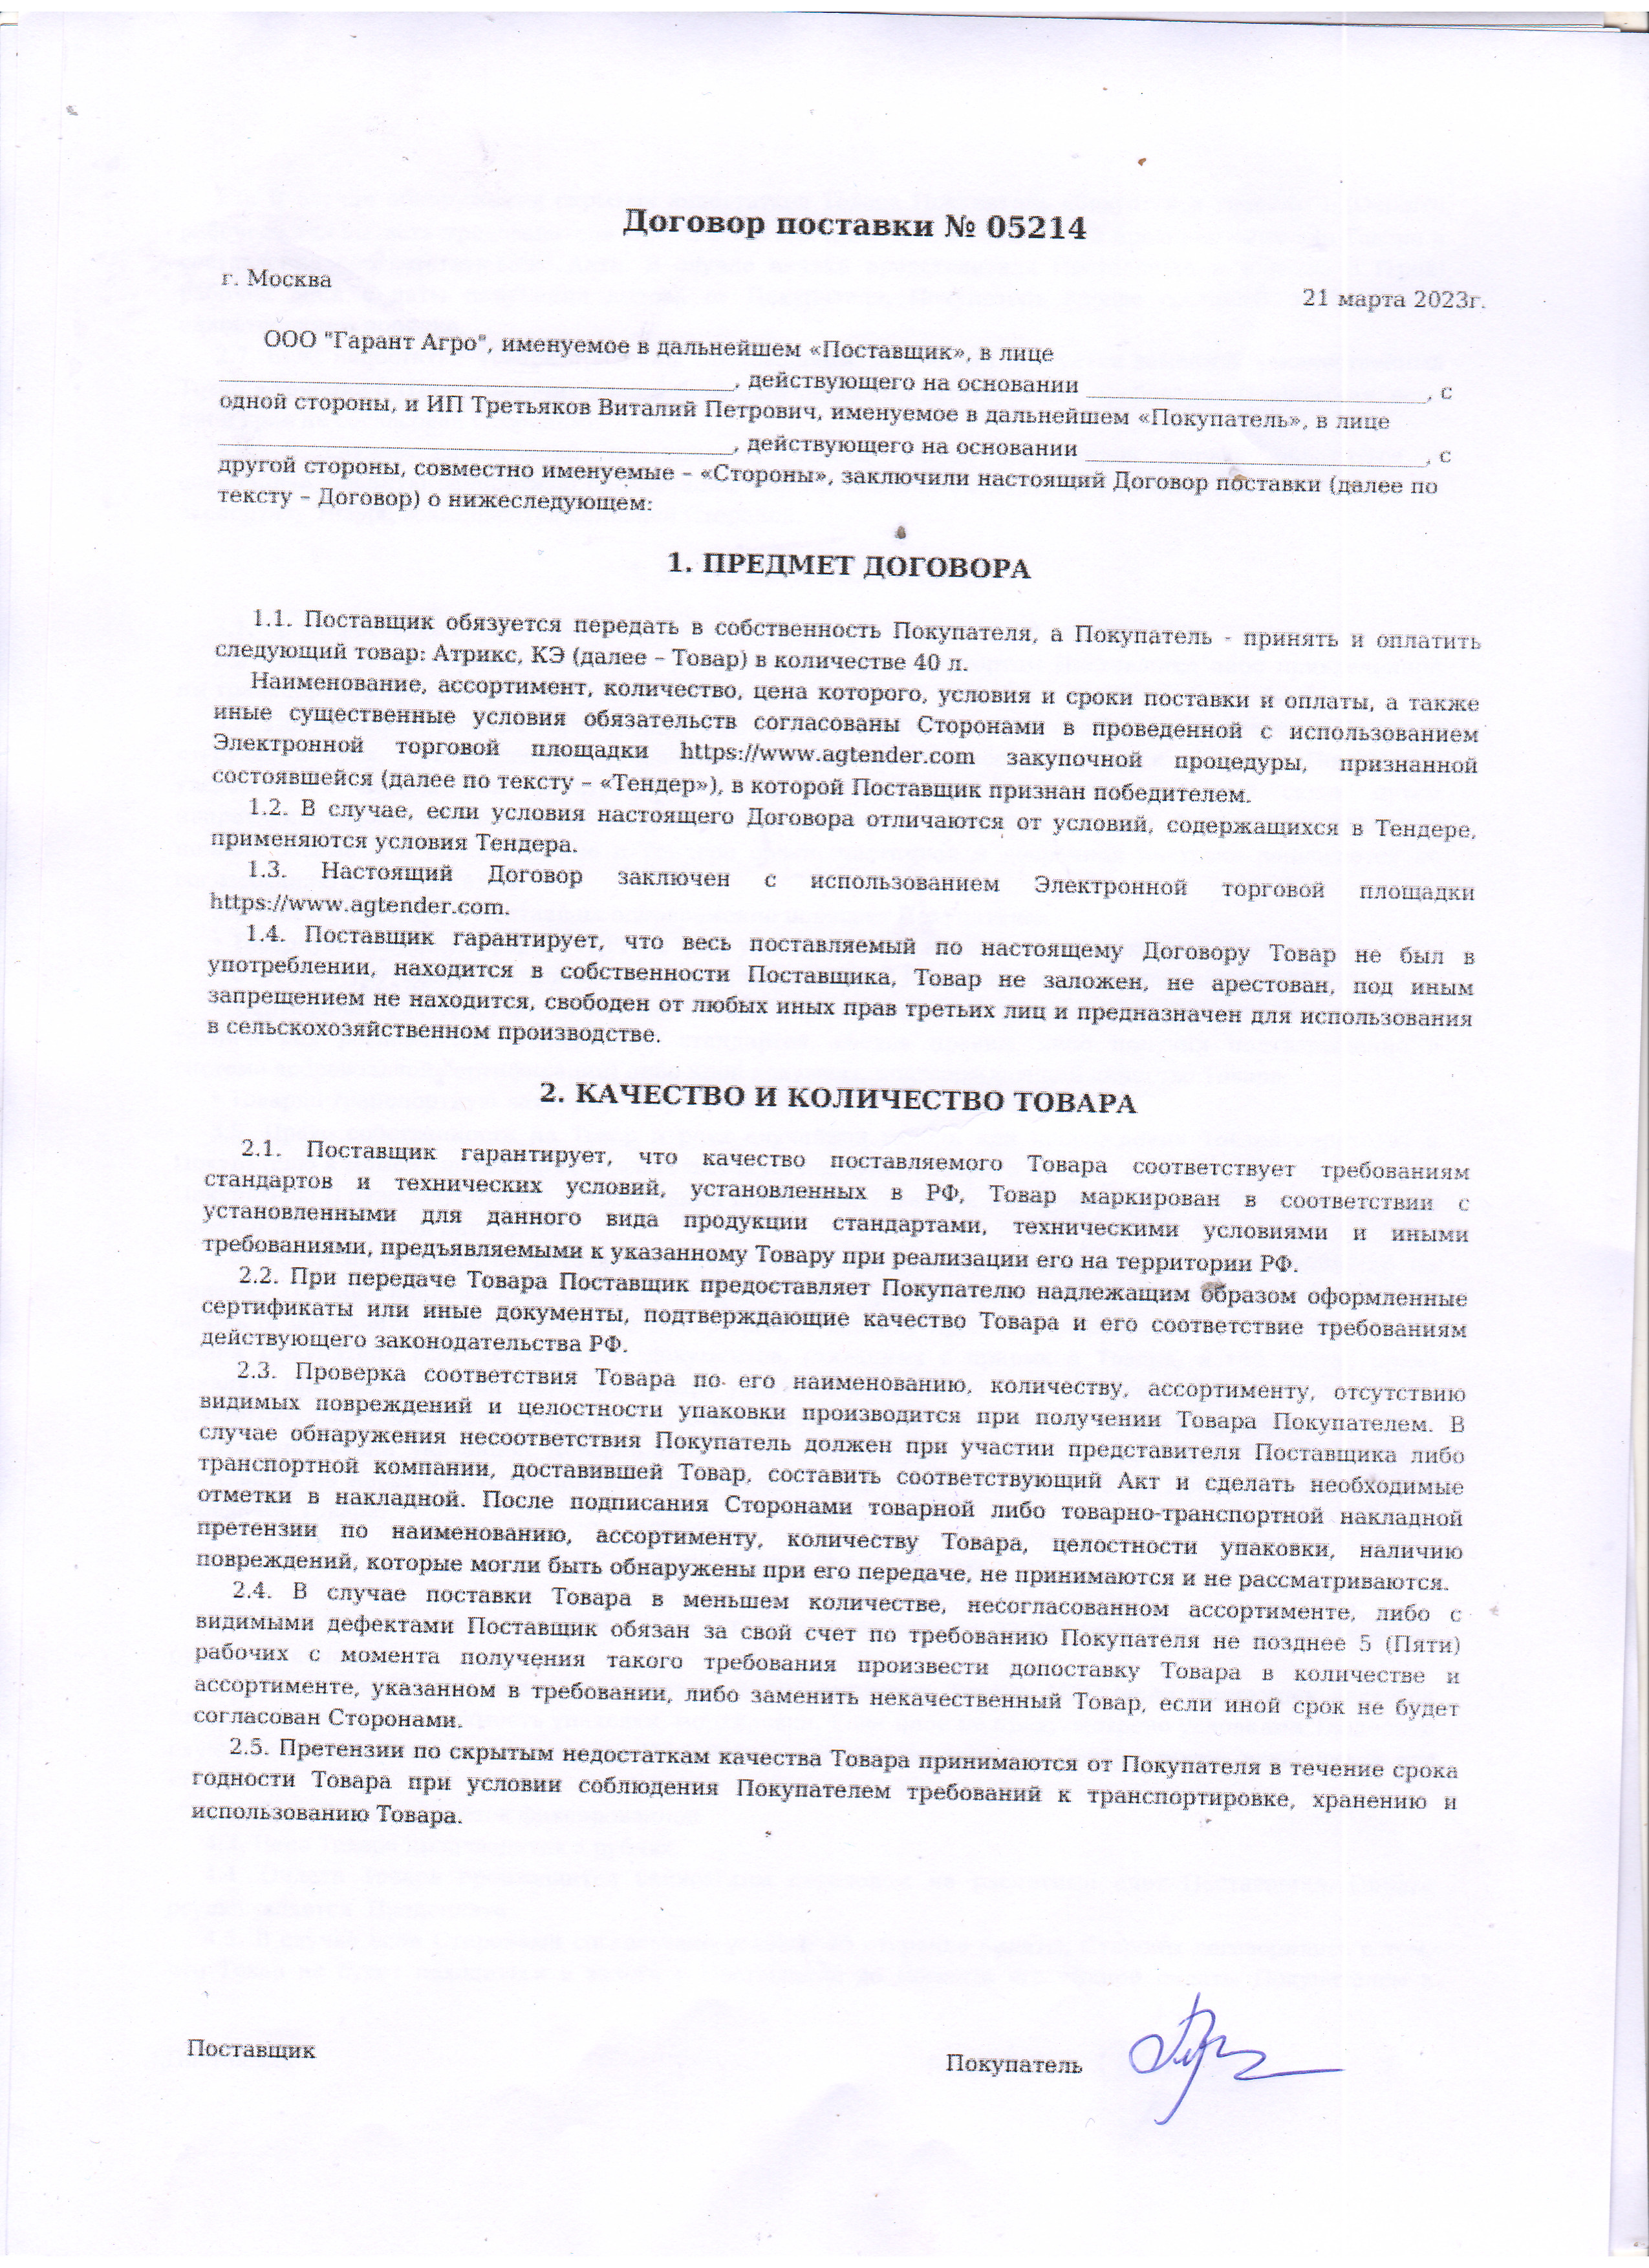 Договор поставки № 05214
г. Москва
21 марта 2023г.
ООО "Гарант Агро", именуемое в дальнейшем «Поставщик», в лице
, действующего на основании , с
одной стороны, и ИП Третьяков Виталий Петрович, именуемое в дальнейшем «Покупатель», в лице
, действующего на основании , с
другой стороны, совместно именуемые – «Стороны», заключили настоящий Договор поставки (далее по
тексту – Договор) о нижеследующем:
1. ПРЕДМЕТ ДОГОВОРА
1.1. Поставщик обязуется передать в собственность Покупателя, а Покупатель - принять и оплатить
следующий товар: Атрикс, КЭ (далее – Товар) в количестве 40 л.
Наименование, ассортимент, количество, цена которого, условия и сроки поставки и оплаты, а также
иные существенные условия обязательств согласованы Сторонами в проведенной с использованием
Электронной торговой площадки https://www.agtender.com закупочной процедуры, признанной
состоявшейся (далее по тексту – «Тендер»), в которой Поставщик признан победителем.
1.2. В случае, если условия настоящего Договора отличаются от условий, содержащихся в Тендере,
применяются условия Тендера.
1.3. Настоящий Договор заключен с использованием Электронной торговой площадки
https://www.agtender.com.
1.4. Поставщик гарантирует, что весь поставляемый по настоящему Договору Товар не был в
употреблении, находится в собственности Поставщика, Товар не заложен, не арестован, под иным
запрещением не находится, свободен от любых иных прав третьих лиц и предназначен для использования
в сельскохозяйственном производстве.
2. КАЧЕСТВО И КОЛИЧЕСТВО ТОВАРА
2.1. Поставщик гарантирует, что качество поставляемого Товара соответствует требованиям
стандартов и технических условий, установленных в РФ, Товар маркирован в соответствии с
установленными для данного вида продукции стандартами, техническими условиями и иными
требованиями, предъявляемыми к указанному Товару при реализации его на территории РФ.
2.2. При передаче Товара Поставщик предоставляет Покупателю надлежащим образом оформленные
сертификаты или иные документы, подтверждающие качество Товара и его соответствие требованиям
действующего законодательства РФ.
2.3. Проверка соответствия Товара по его наименованию, количеству, ассортименту, отсутствию
видимых повреждений и целостности упаковки производится при получении Товара Покупателем. В
случае обнаружения несоответствия Покупатель должен при участии представителя Поставщика либо
транспортной компании, доставившей Товар, составить соответствующий Акт и сделать необходимые
отметки в накладной. После подписания Сторонами товарной либо товарно-транспортной накладной
претензии по наименованию, ассортименту, количеству Товара, целостности упаковки, наличию
повреждений, которые могли быть обнаружены при его передаче, не принимаются и не рассматриваются.
2.4. В случае поставки Товара в меньшем количестве, несогласованном ассортименте, либо с
видимыми дефектами Поставщик обязан за свой счет по требованию Покупателя не позднее 5 (Пяти)
рабочих с момента получения такого требования произвести допоставку Товара в количестве и
ассортименте, указанном в требовании, либо заменить некачественный Товар, если иной срок не будет
согласован Сторонами.
2.5. Претензии по скрытым недостаткам качества Товара принимаются от Покупателя в течение срока
годности Товара при условии соблюдения Покупателем требований к транспортировке, хранению и
использованию Товара.
Поставщик
Покупатель